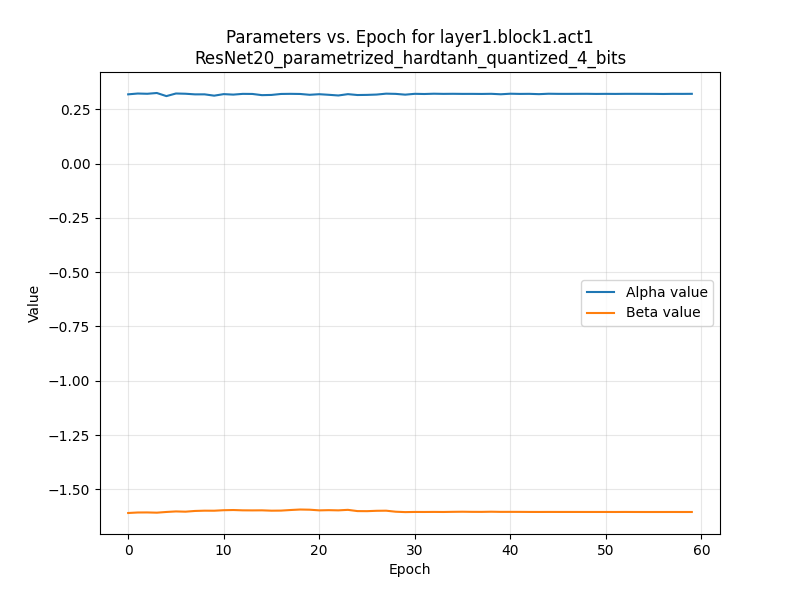 Parameters vs. Epoch for layer1.block1.act1
ResNet20_parametrized_hardtanh_quantized_4_bits
0.25
0.00
−0.25
−0.50
−0.75
−1.00
−1.25
−1.50
Value
Alpha value
Beta value
0 10 20 30 40 50 60
Epoch